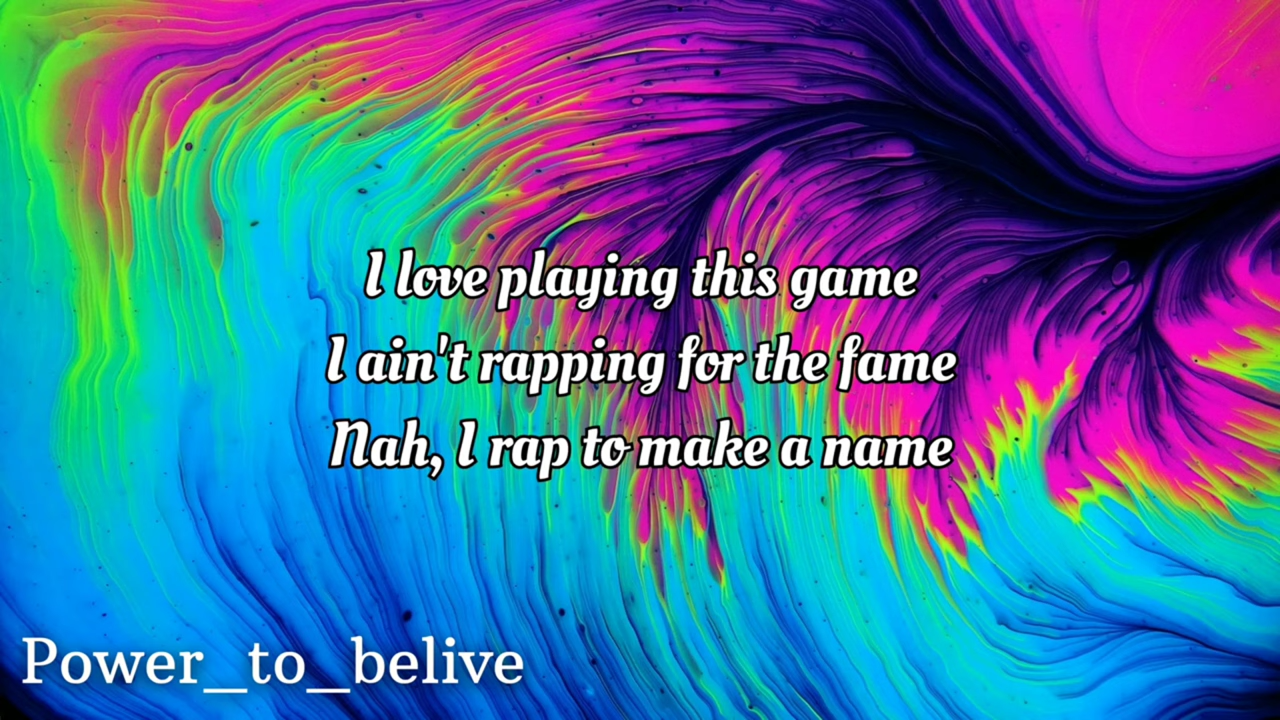 I love playing this game
I ain't rapping for the fame
Nah, I rap to make a name
Power_to_belive